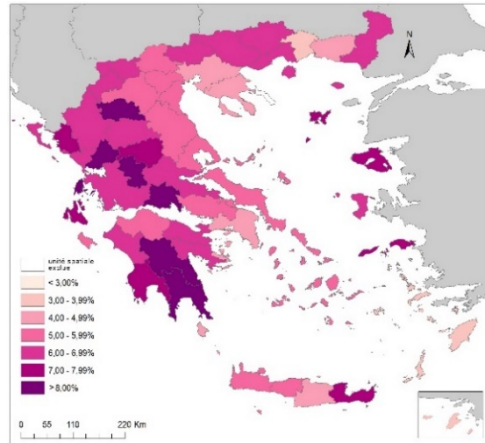 N
unité spatiale
exclue
< 3,00%
3,00 - 3,99%
4,00 - 4,99%
5,00 - 5,99%
6,00 - 6,99%
7,00 - 7,99%
> 8,00%
0 55 110 220 Km